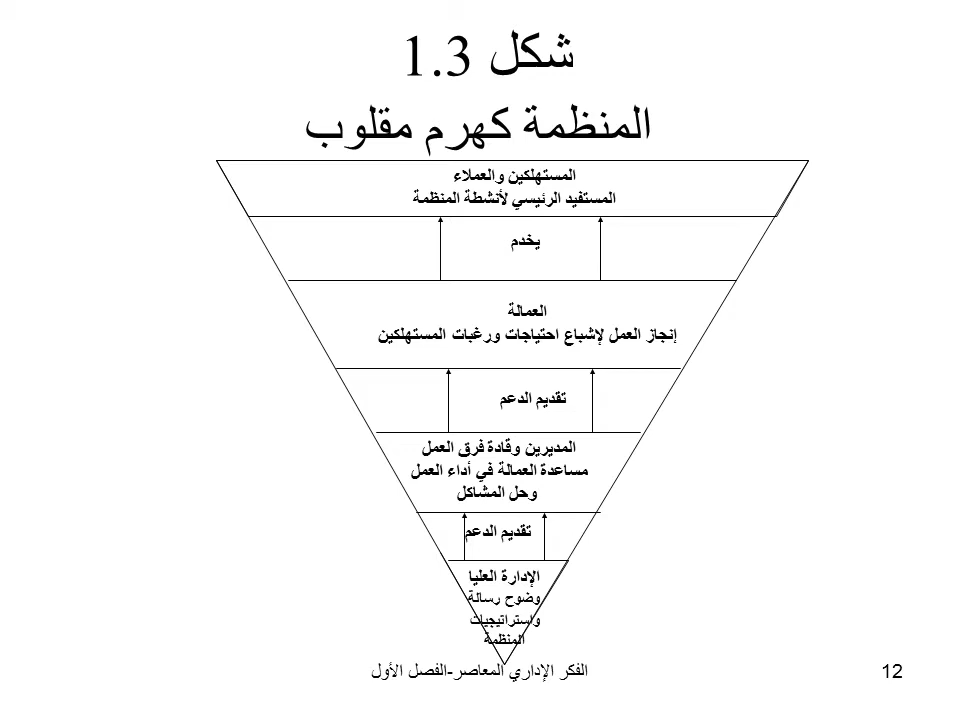 شكل 1.3
المنظمة كهرم مقلوب
المستهلكين والعملاء
المستفيد الرئيسي لأنشطة المنظمة
يخدم
العمالة
إنجاز العمل لإشباع احتياجات ورغبات المستهلكين
تقديم الدعم
المديرين وقادة فرق العمل
مساعدة العمالة في أداء العمل
وحل المشاكل
تقديم الدعم
الإدارة العليا
وضوح رسالة
واستراتيجيات
المنظمة
الفكر الإداري المعاصر-الفصل الأول
12